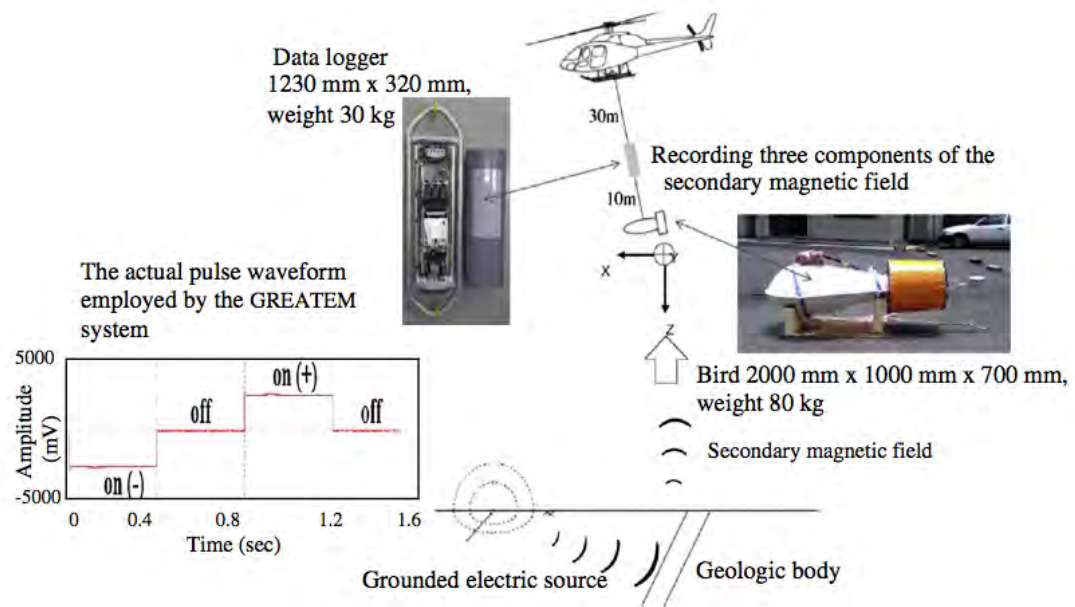 Data logger
1230 mm x 320 mm,
weight 30 kg
30m
Recording three components of the
secondary magnetic field
10m
X
Y
Z
The actual pulse waveform
employed by the GREATEM
system
5000
Amplitude
(mV)
-5000
on (-)
off
on (+)
off
0 0.4 0.8 1.2 1.6
Time (sec)
Bird 2000 mm x 1000 mm x 700 mm,
weight 80 kg
Secondary magnetic field
Grounded electric source
Geologic body